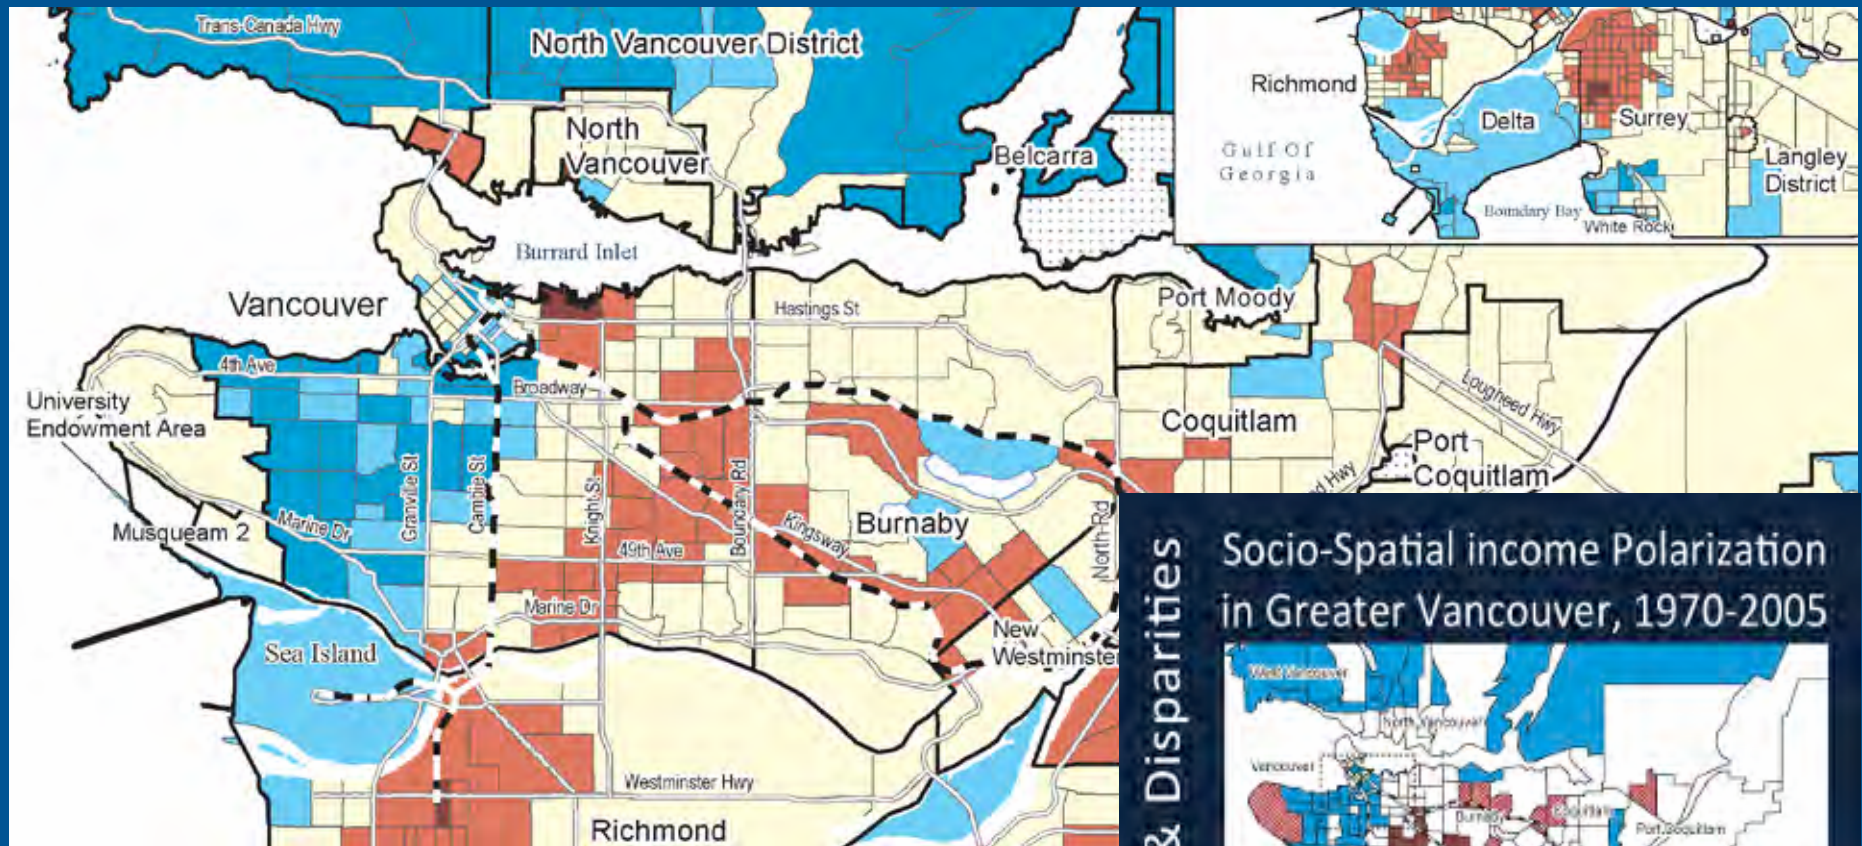 Trans-Canada Hwy
North Vancouver District
North
Vancouver
Belcarra
Burrard Inlet
Vancouver
Hastings St
Port Moody
4th Ave
Broadway
University
Endowment Area
Granville St
Cambie St
Knight St
Boundary Rd
Kingsway
Burnaby
North Rd
Coquitlam
Lougheed Hwy
Port
Coquitlam
d Hwy
Musqueam 2
Marine Dr
49th Ave
Marine Dr
New
Westminster
Sea Island
Westminster Hwy
Richmond
Richmond
Delta
Surrey
Gulf Of
Georgia
Langley
District
Boundary Bay
White Rock
& Disparities
Socio-Spatial income Polarization
in Greater Vancouver, 1970-2005
West Vancouver
North Vancouver
Vancouver
Burnaby
Coquitlam
Port Coquitlam